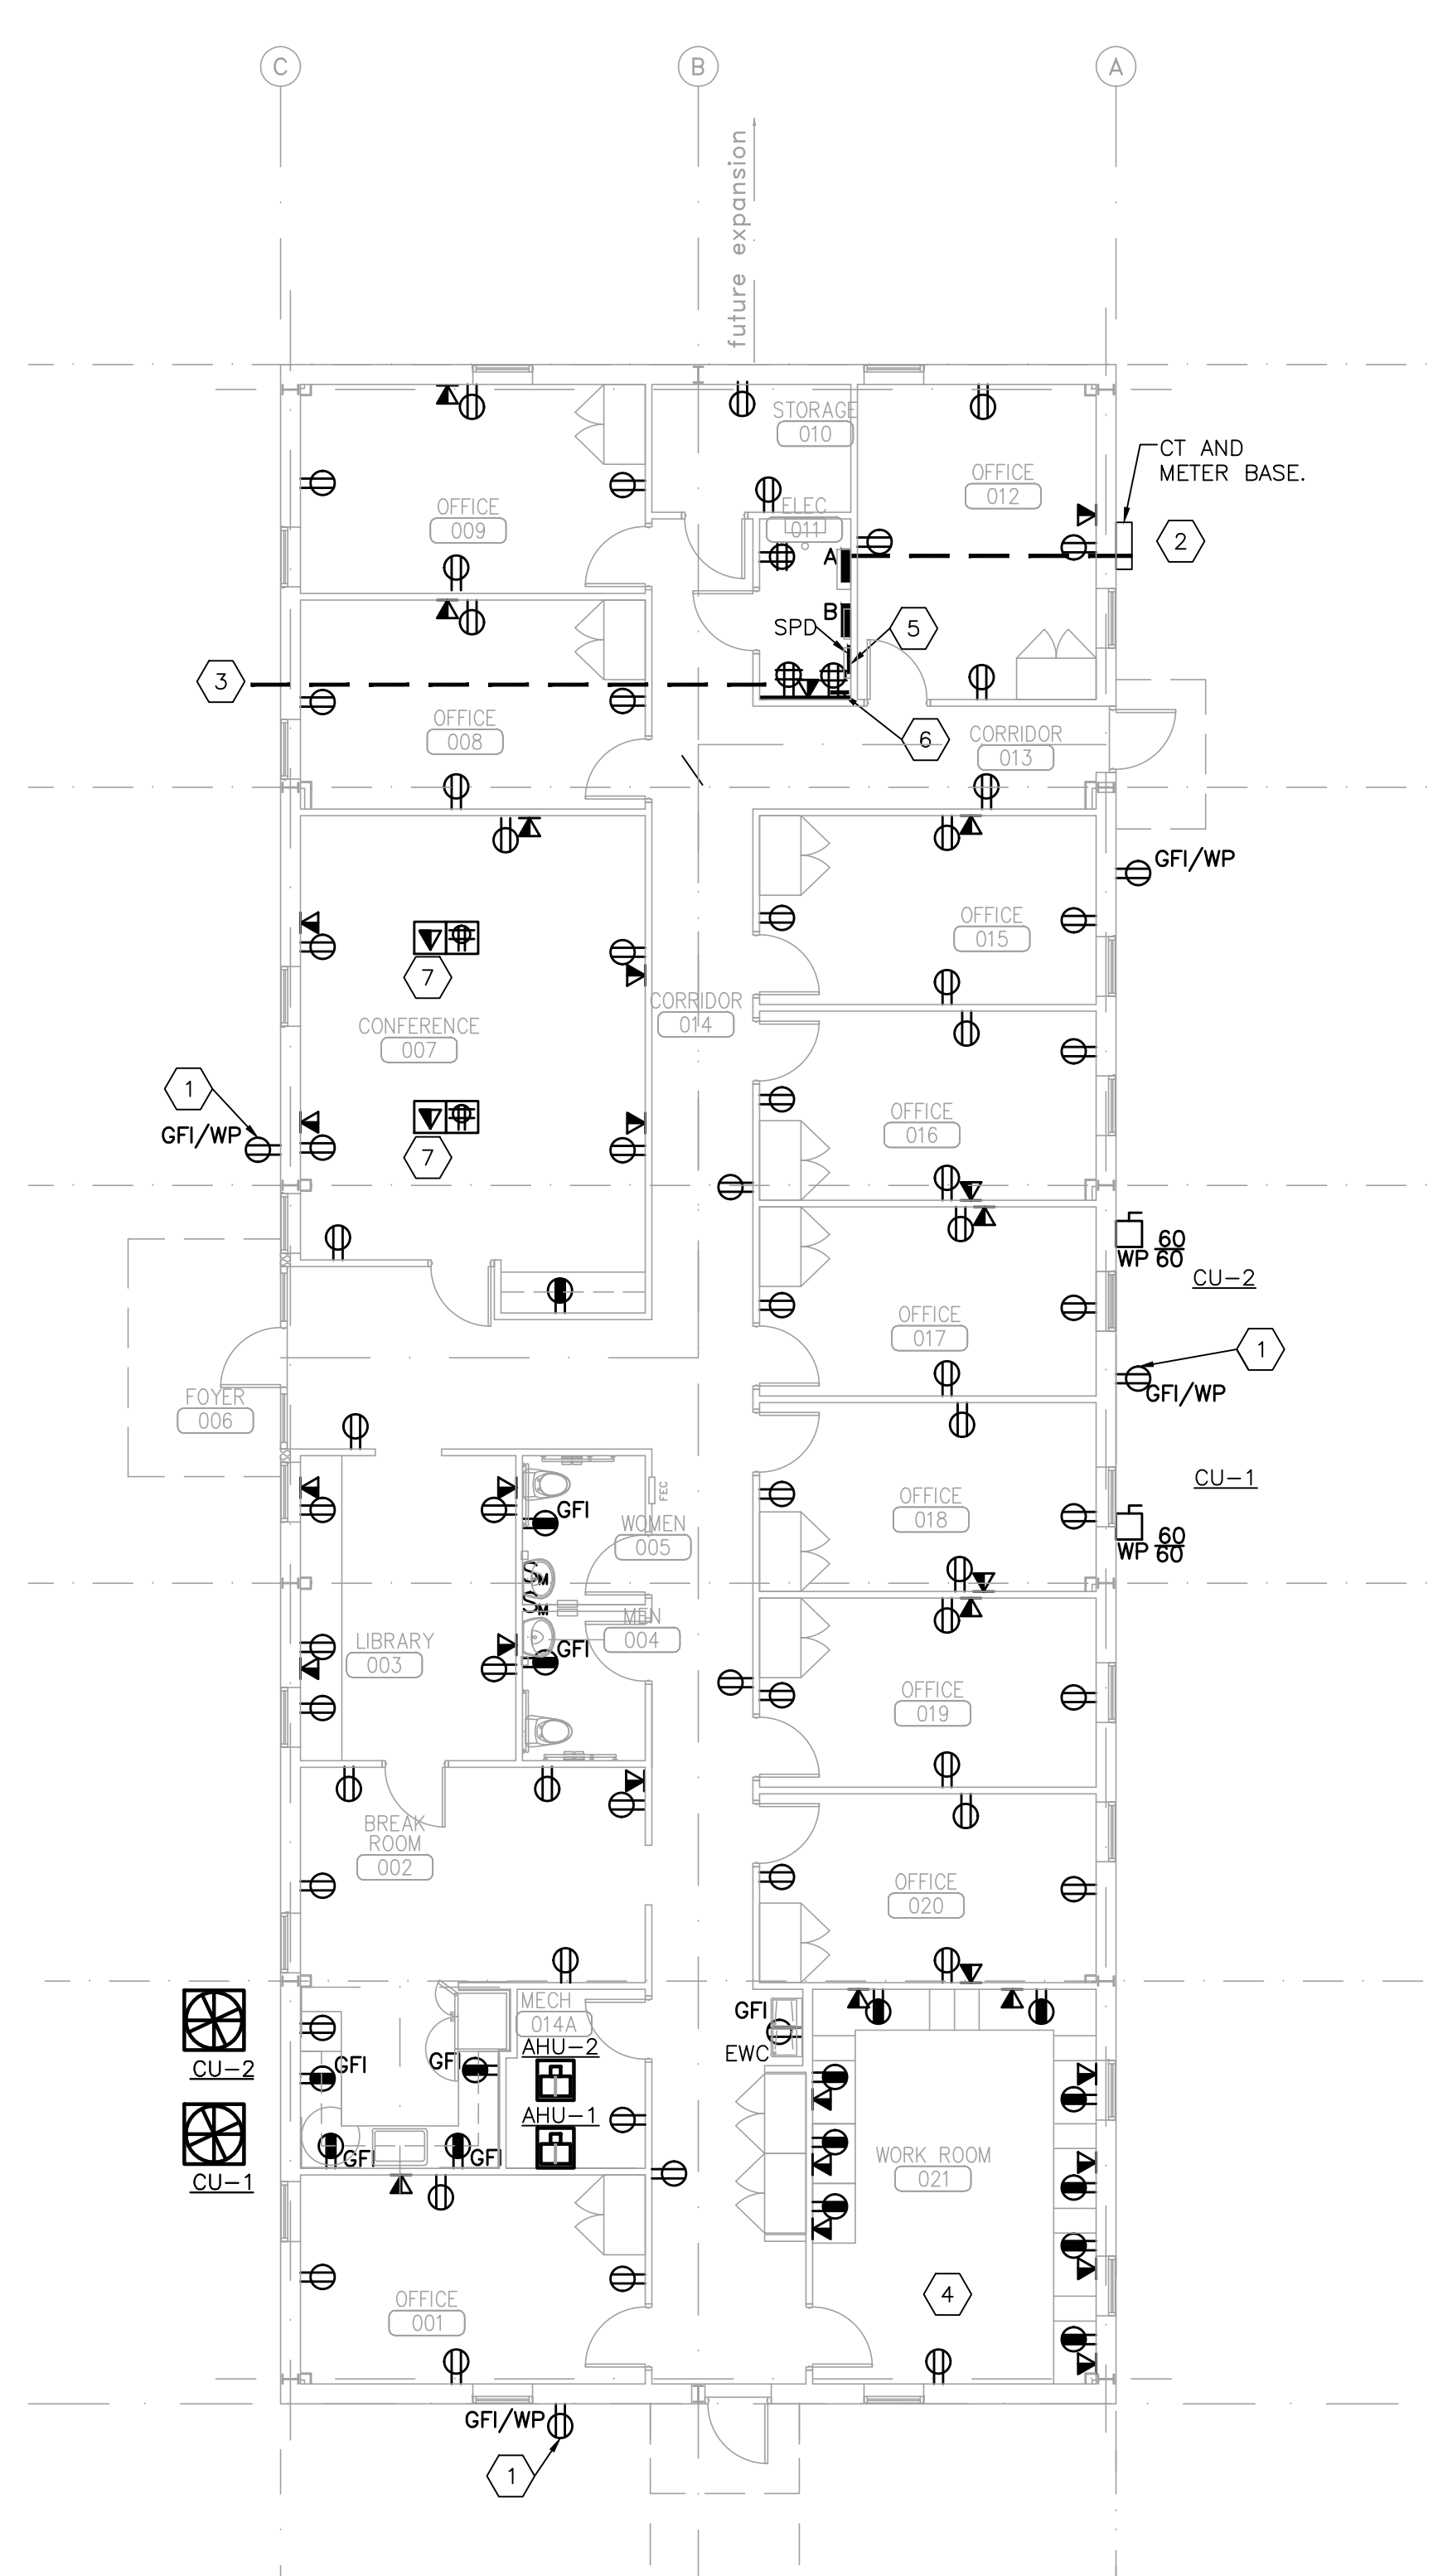 C
B
A
future expansion
STORAGE
010
CT AND
METER BASE.
OFFICE
012
OFFICE
009
ELEC
011
2
A
B
SPD
5
3
OFFICE
008
6
CORRIDOR
013
GFI/WP
OFFICE
015
7
CORRIDOR
014
CONFERENCE
007
1
GFI/WP
OFFICE
016
7
60
WP 60
CU-2
OFFICE
017
1
GFI/WP
FOYER
006
CU-1
FEC
GFI
WOMEN
005
OFFICE
018
60
WP 60
SM
SM
MEN
004
GFI
LIBRARY
003
OFFICE
019
BREAK
ROOM
002
OFFICE
020
MECH
014A
GFI
EWC
AHU-2
CU-2
GFI
GFI
AHU-1
CU-1
GFI
GFI
WORK ROOM
021
OFFICE
001
4
GFI/WP
1